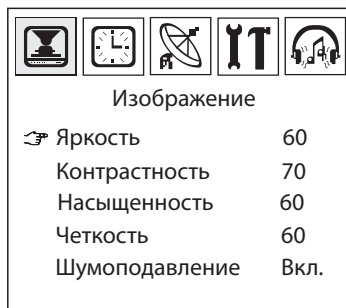 Изображение
Яркость 60
Контрастность 70
Насыщенность 60
Четкость 60
Шумоподавление Вкл.